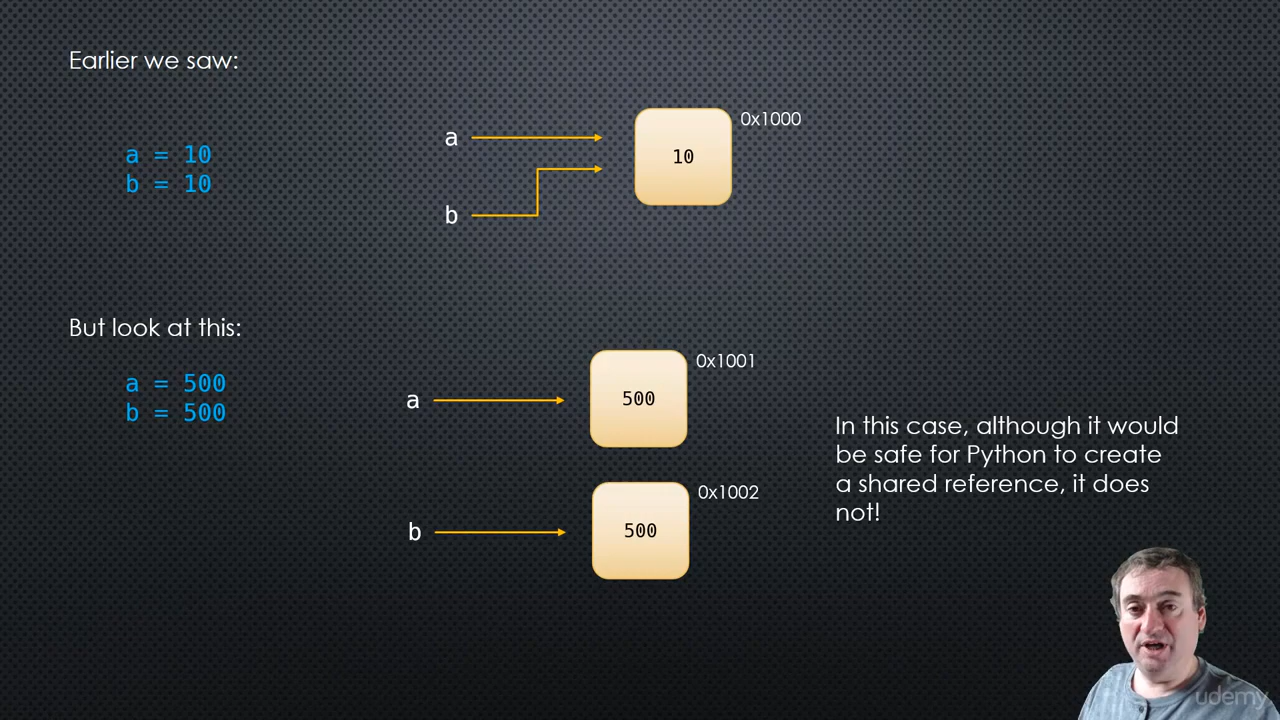 Earlier we saw:
a = 10
b = 10
a
b
10
0x1000
But look at this:
a = 500
b = 500
a
500
0x1001
b
500
0x1002
In this case, although it would
be safe for Python to create
a shared reference, it does
not!
udemy